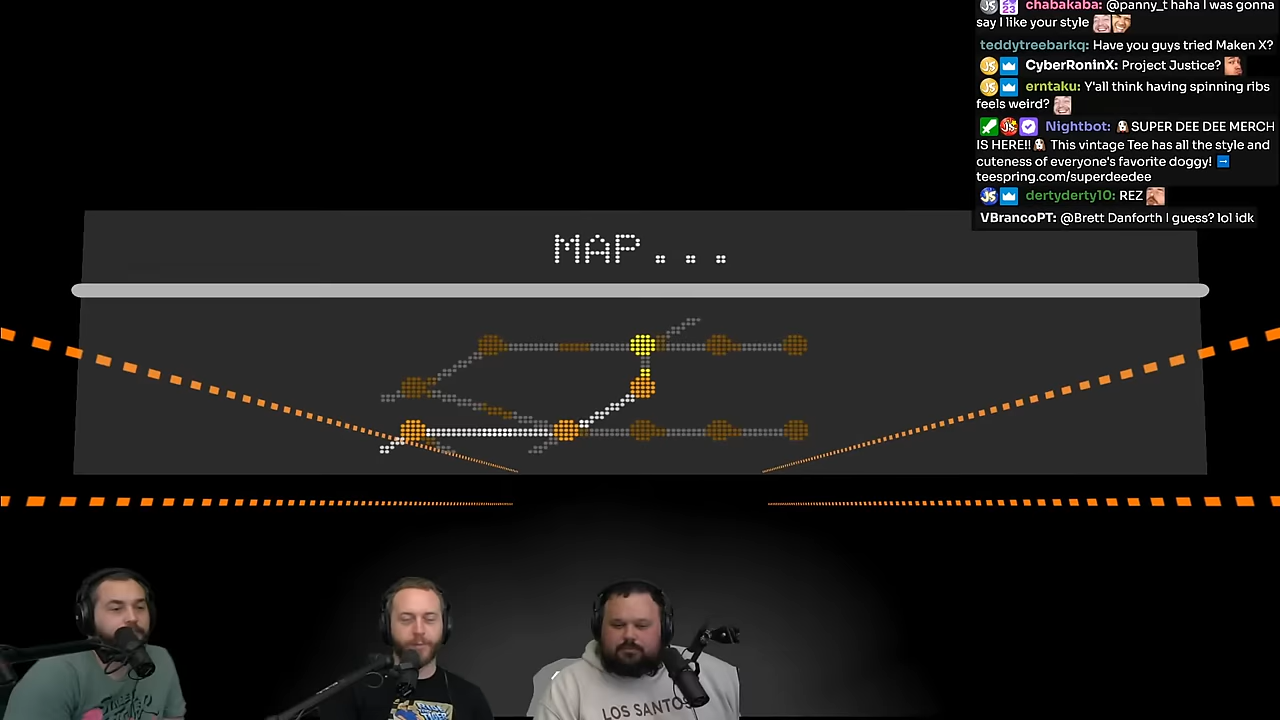 chabakaba: @panny_t haha I was gonna
say I like your style
teddytreebarkq: Have you guys tried Maken X?
CyberRoninX: Project Justice?
erntaku: Y'all think having spinning ribs
feels weird?
Nightbot: SUPER DEE DEE MERCH
IS HERE!! This vintage Tee has all the style and
cuteness of everyone's favorite doggy!
teespring.com/superdeedee
dertyderty10: REZ
VBrancoPT: @Brett Danforth I guess? lol idk
MAP...
LOS SANTOS